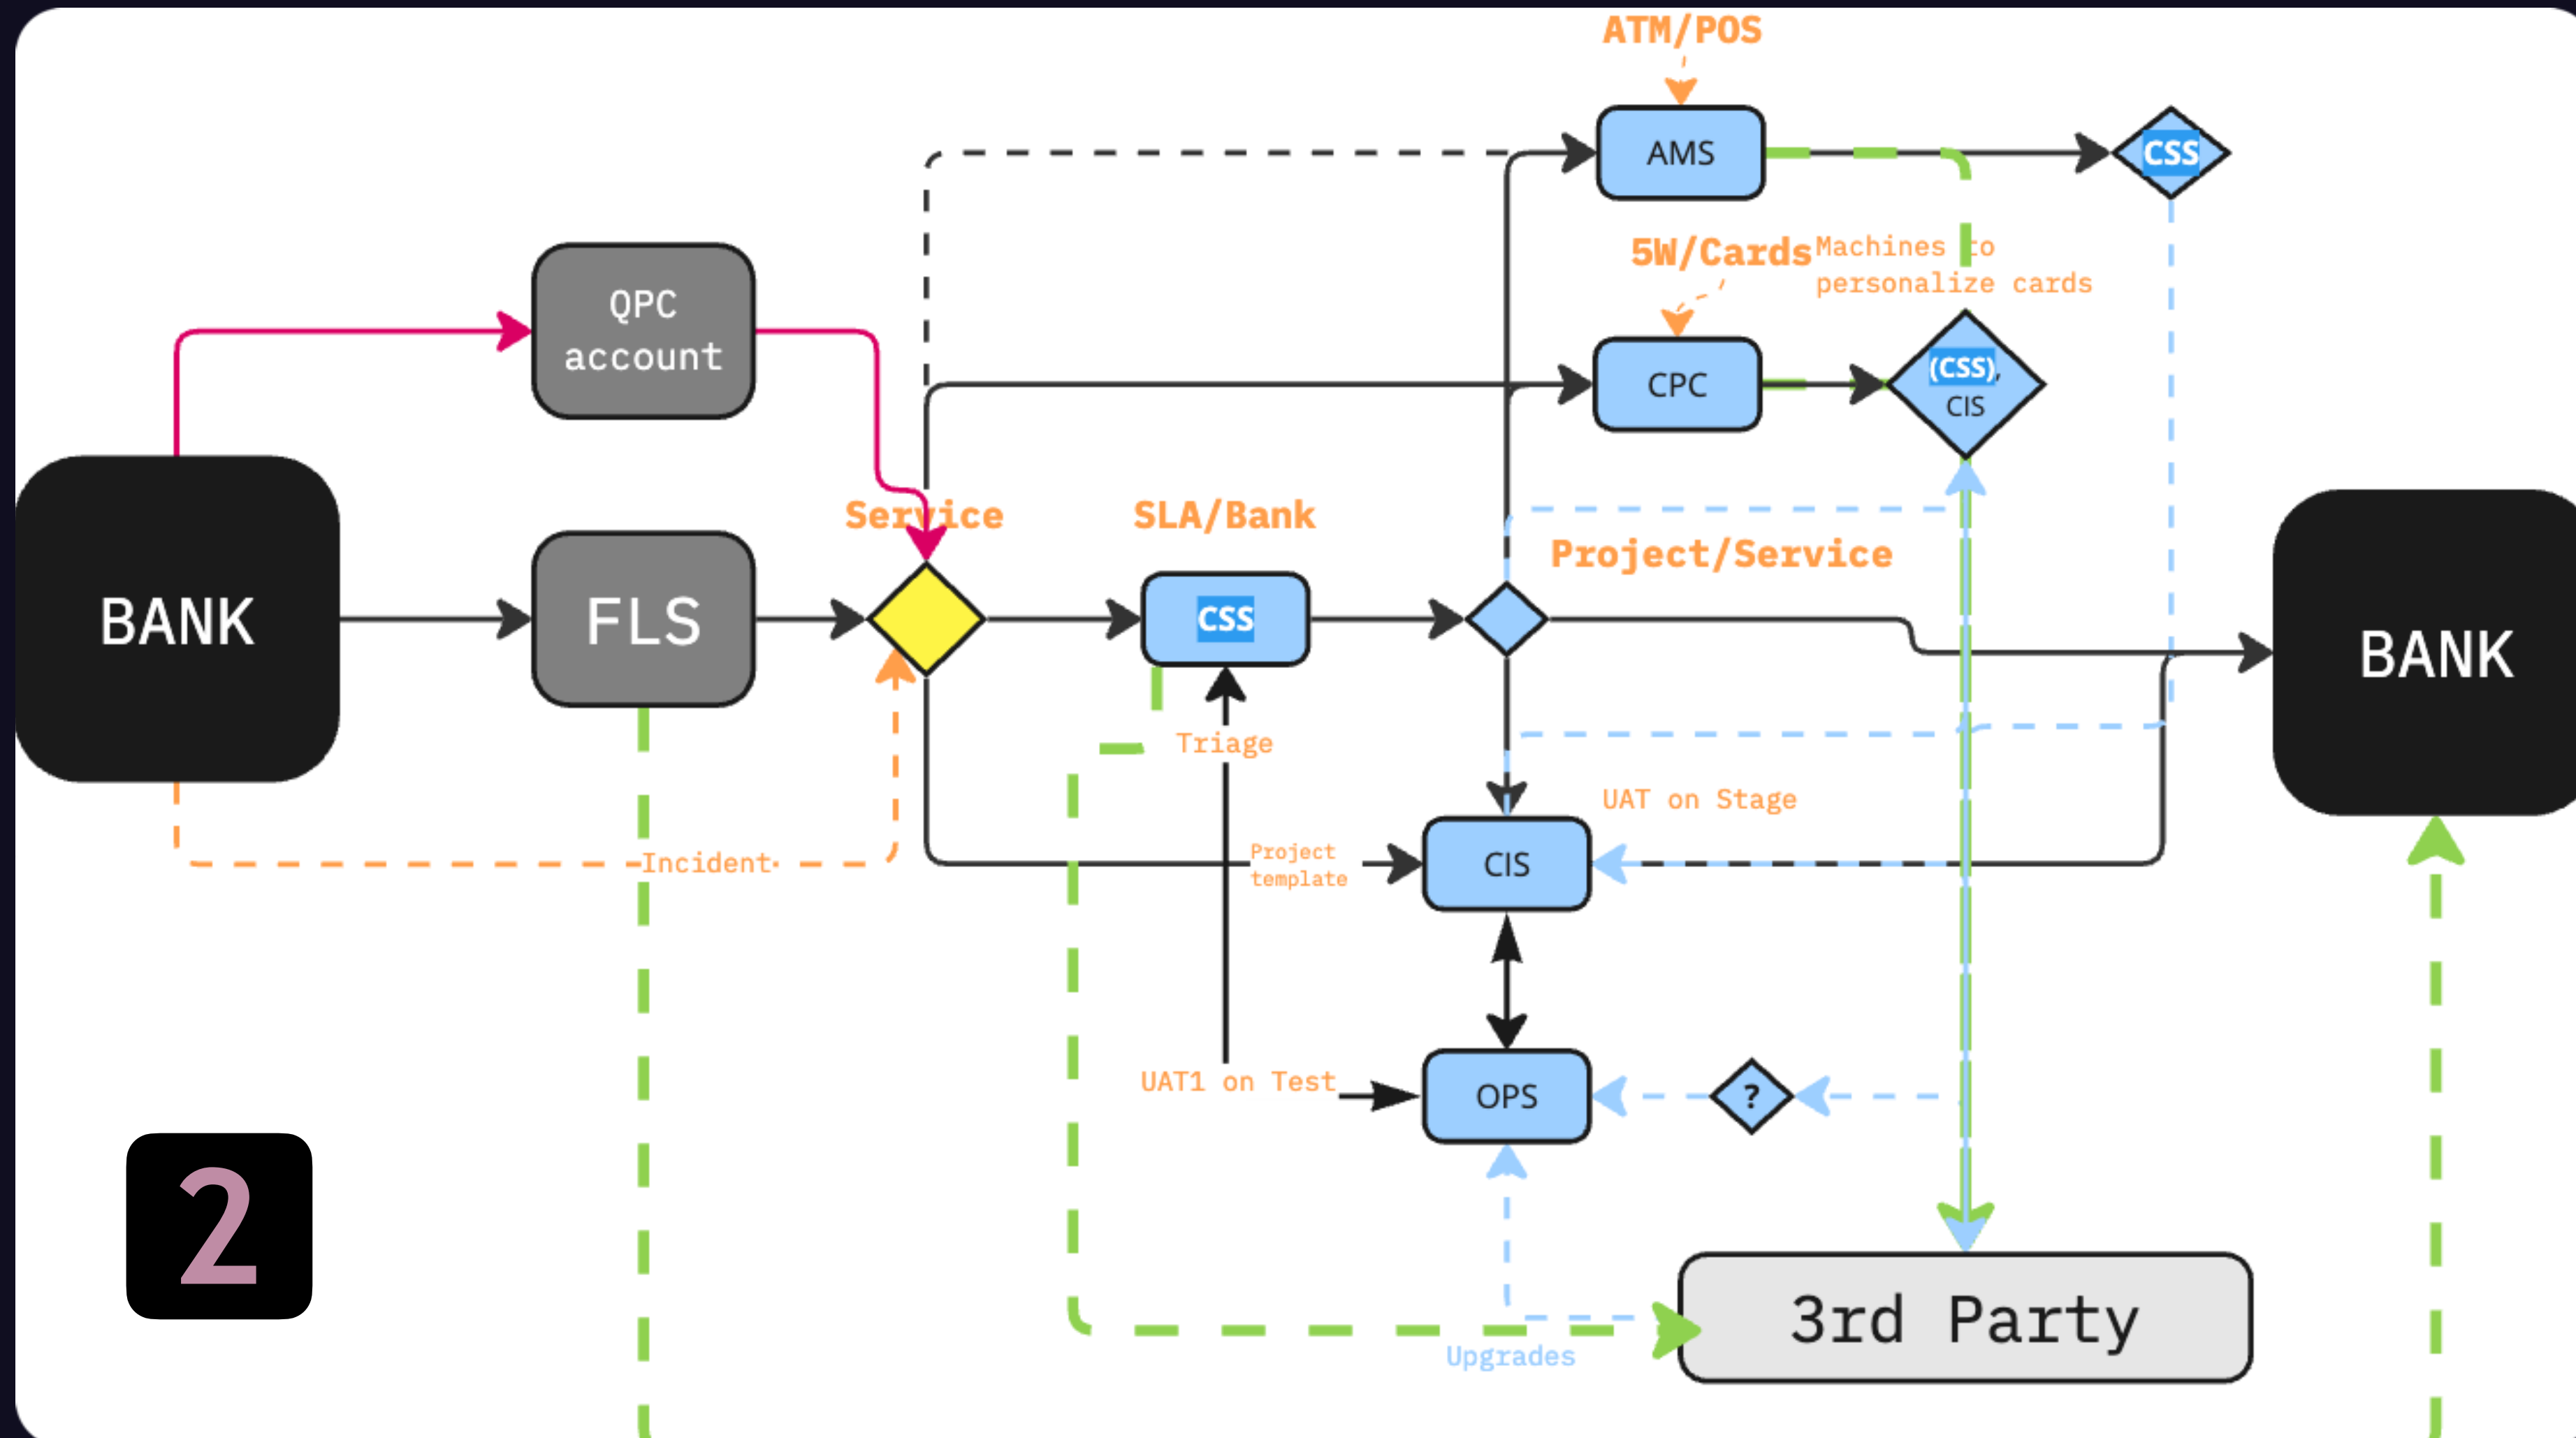 ATM/POS
AMS
CSS
QPC
account
5W/Cards
Machines to
personalize cards
CPC
(CSS),
CIS
Service
SLA/Bank
Project/Service
BANK
FLS
CSS
BANK
Triage
UAT on Stage
Incident
Project
template
CIS
UAT1 on Test
OPS
?
2
3rd Party
Upgrades